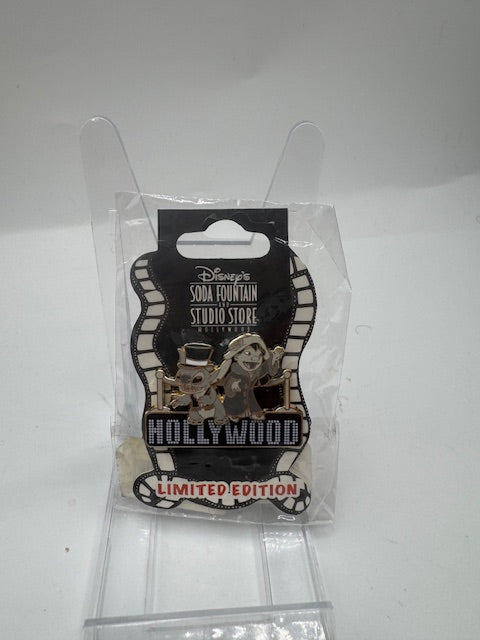 Disney's
SODA FOUNTAIN
AND
STUDIO STORE
HOLLYWOOD
HOLLYWOOD
LIMITED EDITION